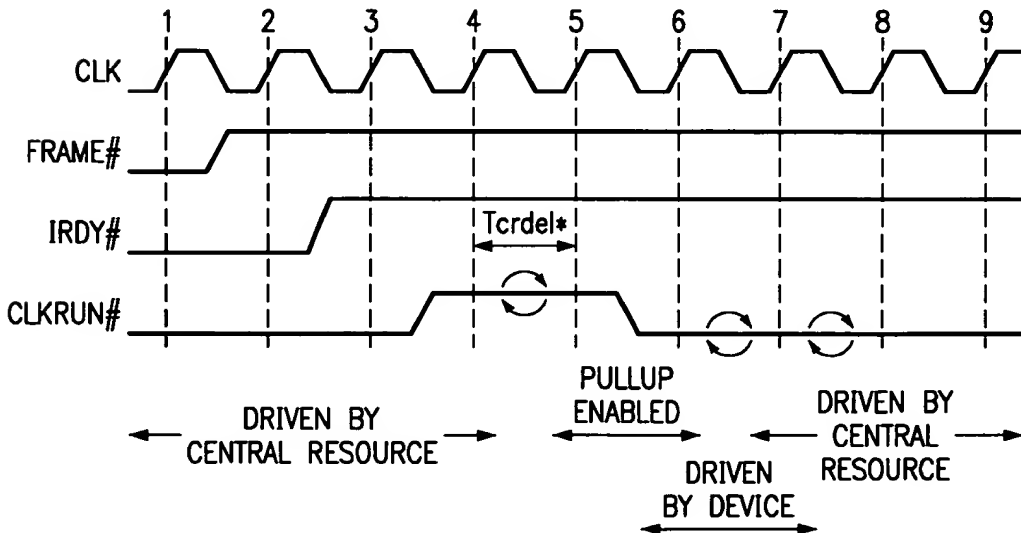 1 2 3 4 5 6 7 8 9
CLK
FRAME#
IRDY#
Tcrdel*
CLKRUN#
PULLUP
ENABLED
DRIVEN BY
CENTRAL RESOURCE
DRIVEN BY
CENTRAL
RESOURCE
DRIVEN
BY DEVICE